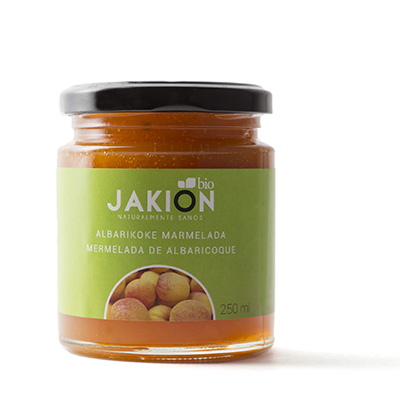 bio
JAKION
NATURALMENTE SANOS
ALBARIKOKE MARMELADA
MERMELADA DE ALBARICOQUE
250 ml